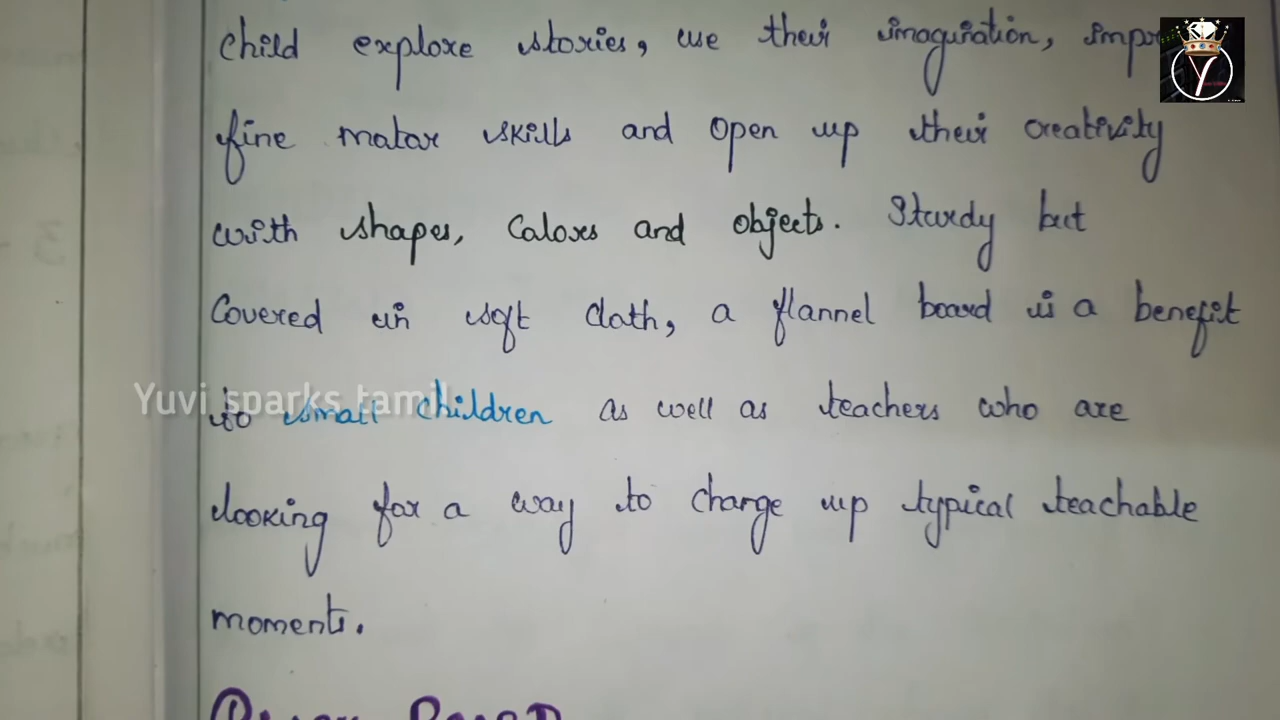 child explore stories, use their imagination,
fine motor skills and open up their creativity
with shapes, colors and objects. Sturdy but
Covered in soft cloth, a flannel board is a benefit
to small children as well as teachers who are
looking for a way to change up typical teachable
moments.
Yuvi sparks tamil
Y